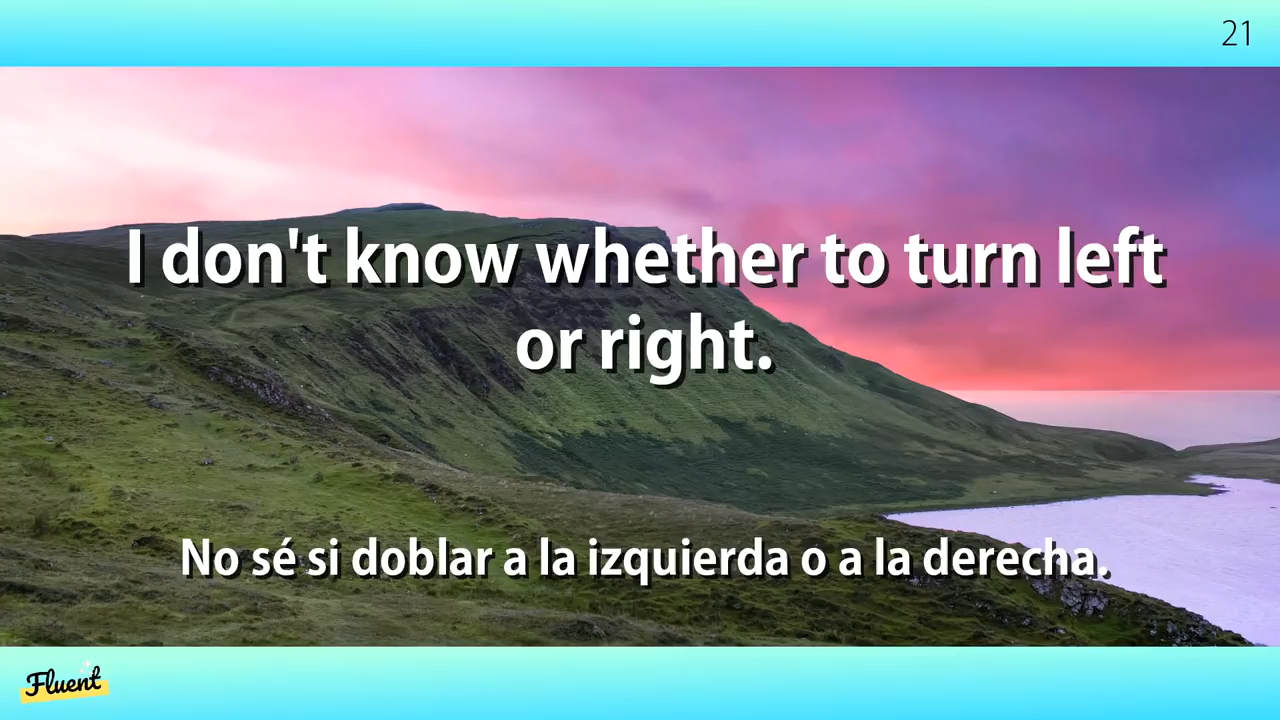 21
I don't know whether to turn left
or right.
No sé si doblar a la izquierda o a la derecha.
Fluent